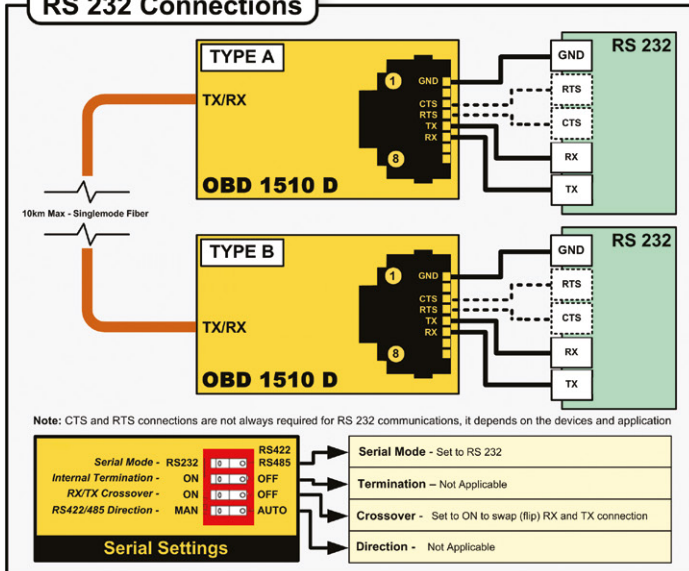 RS 232 Connections
TYPE A
TX/RX
1
GND
CTS
RTS
TX
RX
8
OBD 1510 D
RS 232
GND
RTS
CTS
RX
TX
10km Max - Singlemode Fiber
TYPE B
TX/RX
1
GND
CTS
RTS
TX
RX
8
OBD 1510 D
RS 232
GND
RTS
CTS
RX
TX
Note: CTS and RTS connections are not always required for RS 232 communications, it depends on the devices and application
RS422
Serial Mode - RS232 RS485
Internal Termination - ON OFF
RX/TX Crossover - ON OFF
RS422/485 Direction - MAN AUTO
Serial Settings
Serial Mode - Set to RS 232
Termination – Not Applicable
Crossover - Set to ON to swap (flip) RX and TX connection
Direction - Not Applicable